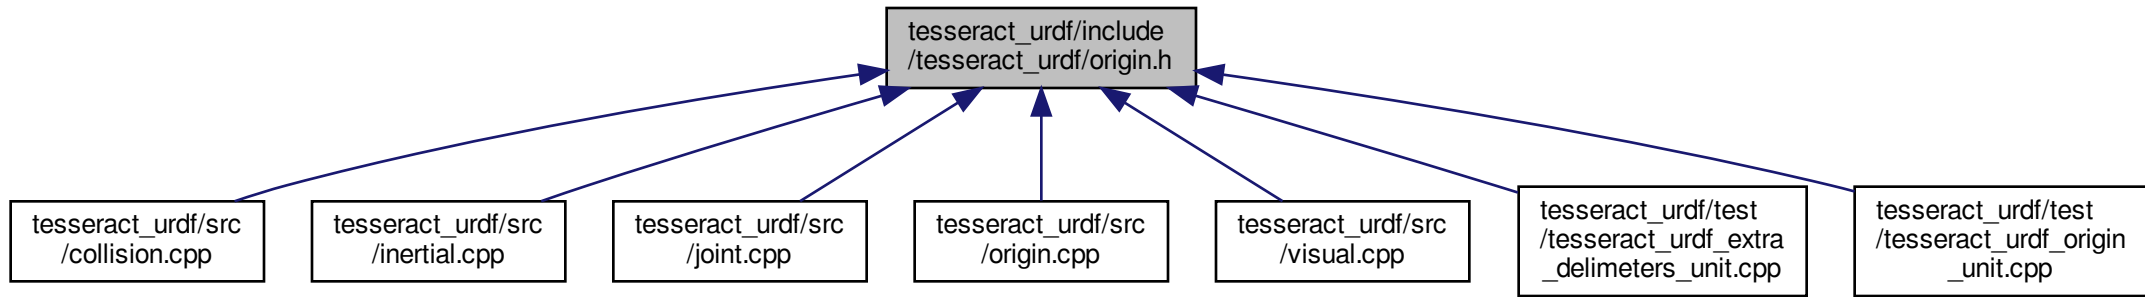 tesseract_urdf/include
/tesseract_urdf/origin.h
tesseract_urdf/src
/collision.cpp
tesseract_urdf/src
/inertial.cpp
tesseract_urdf/src
/joint.cpp
tesseract_urdf/src
/origin.cpp
tesseract_urdf/src
/visual.cpp
tesseract_urdf/test
/tesseract_urdf_extra
_delimeters_unit.cpp
tesseract_urdf/test
/tesseract_urdf_origin
_unit.cpp